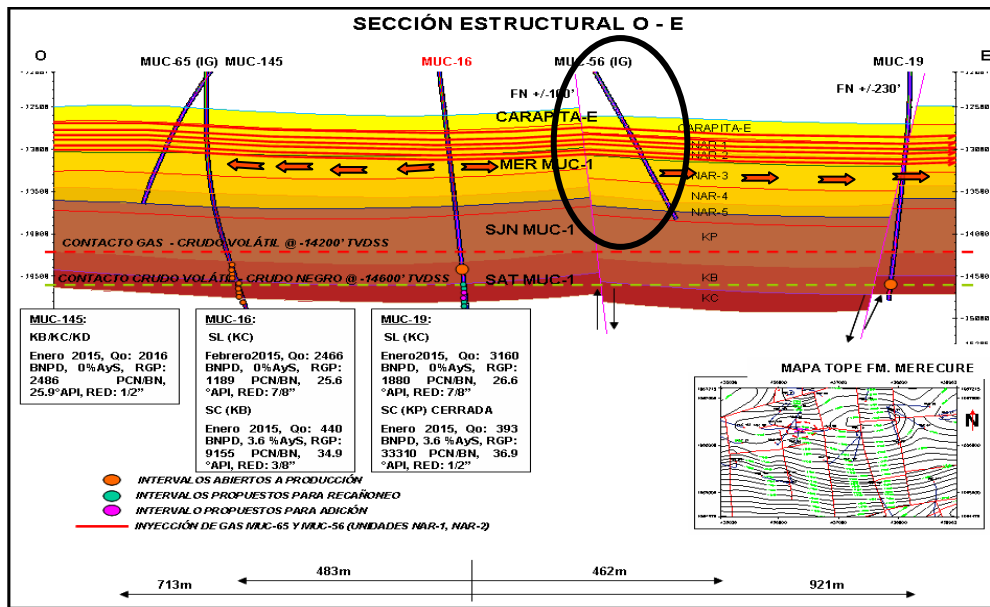 SECCIÓN ESTRUCTURAL O - E
O
E
MUC-65 (IG)
MUC-145
MUC-16
MUC-56 (IG)
MUC-19
-12500
-13000
-13500
-14000
-14500
FN +/-100'
FN +/-230'
CARAPITA-E
CARAPITA-E
NAR-1
NAR-2
MER MUC-1
NAR-3
NAR-4
NAR-5
SJN MUC-1
KP
CONTACTO GAS - CRUDO VOLÁTIL @ -14200' TVDSS
CONTACTO CRUDO VOLÁTIL - CRUDO NEGRO @ -14600' TVDSS
SAT MUC-1
KB
KC
MUC-145:
KB/KC/KD
Enero 2015, Qo: 2016
BNPD, 0%AyS, RGP:
2486 PCN/BN,
25.9°API, RED: 1/2”
MUC-16:
SL (KC)
Febrero2015, Qo: 2466
BNPD, 0%AyS, RGP:
1189 PCN/BN, 25.6
°API, RED: 7/8”
SC (KB)
Enero 2015, Qo: 440
BNPD, 3.6 %AyS, RGP:
9155 PCN/BN, 34.9
°API, RED: 3/8”
MUC-19:
SL (KC)
Enero2015, Qo: 3160
BNPD, 0%AyS, RGP:
1880 PCN/BN, 26.6
°API, RED: 7/8”
SC (KP) CERRADA
Enero 2015, Qo: 393
BNPD, 3.6 %AyS, RGP:
33310 PCN/BN, 36.9
°API, RED: 1/2”
MAPA TOPE FM. MERECURE
N
INTERVALOS ABIERTOS A PRODUCCIÓN
INTERVALOS PROPUESTOS PARA RECAÑONEO
INTERVALO PROPUESTOS PARA ADICIÓN
INYECCIÓN DE GAS MUC-65 Y MUC-56 (UNIDADES NAR-1, NAR-2)
713m
483m
462m
921m